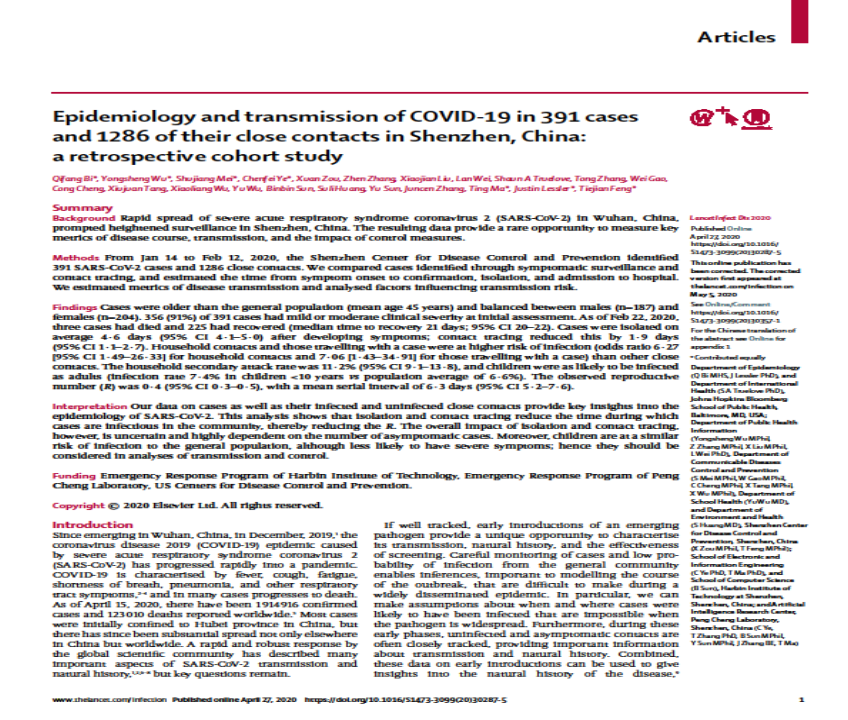 Articles
Epidemiology and transmission of COVID-19 in 391 cases
and 1286 of their close contacts in Shenzhen, China:
a retrospective cohort study
Qifang Bi*, Yongsheng Wu*, Shujiang Mei*, Chenfei Ye*, Xuan Zou, Zhen Zhang, Xiaojian Liu, Lan Wei, Shaun A Truelove, Tong Zhang, Wei Gao,
Cong Cheng, Xiujuan Tang, Xiaoliang Wu, Yu Wu, Binbin Sun, Suli Huang, Yu Sun, Juncen Zhang, Ting Ma*, Justin Lessler*, Tiejian Feng*
Summary
Background Rapid spread of severe acute respiratory syndrome coronavirus 2 (SARS-CoV-2) in Wuhan, China,
prompted heightened surveillance in Shenzhen, China. The resulting data provide a rare opportunity to measure key
metrics of disease course, transmission, and the impact of control measures.
Methods From Jan 14 to Feb 12, 2020, the Shenzhen Center for Disease Control and Prevention identified
391 SARS-CoV-2 cases and 1286 close contacts. We compared cases identified through symptomatic surveillance and
contact tracing, and estimated the time from symptom onset to confirmation, isolation, and admission to hospital.
We estimated metrics of disease transmission and analysed factors influencing transmission risk.
Findings Cases were older than the general population (mean age 45 years) and balanced between males (n=187) and
females (n=204). 356 (91%) of 391 cases had mild or moderate clinical severity at initial assessment. As of Feb 22, 2020,
three cases had died and 225 had recovered (median time to recovery 21 days; 95% CI 20–22). Cases were isolated on
average 4·6 days (95% CI 4·1–5·0) after developing symptoms; contact tracing reduced this by 1·9 days
(95% CI 1·1–2·7). Household contacts and those travelling with a case were at higher risk of infection (odds ratio 6·27
[95% CI 1·49–26·33] for household contacts and 7·06 [1·43–34·91] for those travelling with a case) than other close
contacts. The household secondary attack rate was 11·2% (95% CI 9·1–13·8), and children were as likely to be infected
as adults (infection rate 7·4% in children <10 years vs population average of 6·6%). The observed reproductive
number (R) was 0·4 (95% CI 0·3–0·5), with a mean serial interval of 6·3 days (95% CI 5·2–7·6).
Interpretation Our data on cases as well as their infected and uninfected close contacts provide key insights into the
epidemiology of SARS-CoV-2. This analysis shows that isolation and contact tracing reduce the time during which
cases are infectious in the community, thereby reducing the R. The overall impact of isolation and contact tracing,
however, is uncertain and highly dependent on the number of asymptomatic cases. Moreover, children are at a similar
risk of infection to the general population, although less likely to have severe symptoms; hence they should be
considered in analyses of transmission and control.
Funding Emergency Response Program of Harbin Institute of Technology, Emergency Response Program of Peng
Cheng Laboratory, US Centers for Disease Control and Prevention.
Copyright © 2020 Elsevier Ltd. All rights reserved.
Introduction
Since emerging in Wuhan, China, in December, 2019,¹ the
coronavirus disease 2019 (COVID-19) epidemic caused
by severe acute respiratory syndrome coronavirus 2
(SARS-CoV-2) has progressed rapidly into a pandemic.
COVID-19 is characterised by fever, cough, fatigue,
shortness of breath, pneumonia, and other respiratory
tract symptoms, and in many cases progresses to death.
As of April 15, 2020, there have been 1 914 916 confirmed
cases and 123 010 deaths reported worldwide. Most cases
were initially confined to Hubei province in China, but
there has since been substantial spread not only elsewhere
in China but worldwide. A rapid and robust response by
the global scientific community has described many
important aspects of SARS-CoV-2 transmission and
natural history, but key questions remain.
If well tracked, early introductions of an emerging
pathogen provide a unique opportunity to characterise
its transmission, natural history, and the effectiveness
of screening. Careful monitoring of cases and low pro-
bability of infection from the general community
enables inferences, important to modelling the course
of the outbreak, that are difficult to make during a
widely disseminated epidemic. In particular, we can
make assumptions about when and where cases were
likely to have been infected that are impossible when
the pathogen is widespread. Furthermore, during these
early phases, uninfected and asymptomatic contacts are
often closely tracked, providing important information
about transmission and natural history. Combined,
these data on early introductions can be used to give
insights into the natural history of the disease,
Lancet Infect Dis 2020
Published Online
April 27, 2020
https://doi.org/10.1016/
S1473-3099(20)30287-5
This online publication has
been corrected. The corrected
version first appeared at
thelancet.com/infection on
May 5, 2020
See Online/Comment
https://doi.org/10.1016/
S1473-3099(20)30357-1
For the Chinese translation of
the abstract see Online for
appendix 1
*Contributed equally
Department of Epidemiology
(Q Bi MHS, J Lessler PhD), and
Department of International
Health (S A Truelove PhD),
Johns Hopkins Bloomberg
School of Public Health,
Baltimore, MD, USA;
Department of Public Health
Information
(Yongsheng Wu MPhil,
Z Zhang MPhil, X Liu MPhil,
L Wei PhD), Department of
Communicable Diseases
Control and Prevention
(S Mei MPhil, W Gao MPhil,
C Cheng MPhil, X Tang MPhil,
X Wu MPhil), Department of
School Health (Yu Wu MD),
and Department of
Environment and Health
(S Huang MD), Shenzhen Center
for Disease Control and
Prevention, Shenzhen, China
(X Zou MPhil, T Feng MPhil);
School of Electronic and
Information Engineering
(C Ye PhD, T Ma PhD), and
School of Computer Science
(B Sun), Harbin Institute of
Technology at Shenzhen,
Shenzhen, China; and Artificial
Intelligence Research Center,
Peng Cheng Laboratory,
Shenzhen, China (C Ye,
T Zhang PhD, B Sun MPhil,
Y Sun MPhil, J Zhang BE, T Ma)
www.thelancet.com/infection Published online April 27, 2020 https://doi.org/10.1016/S1473-3099(20)30287-5
1